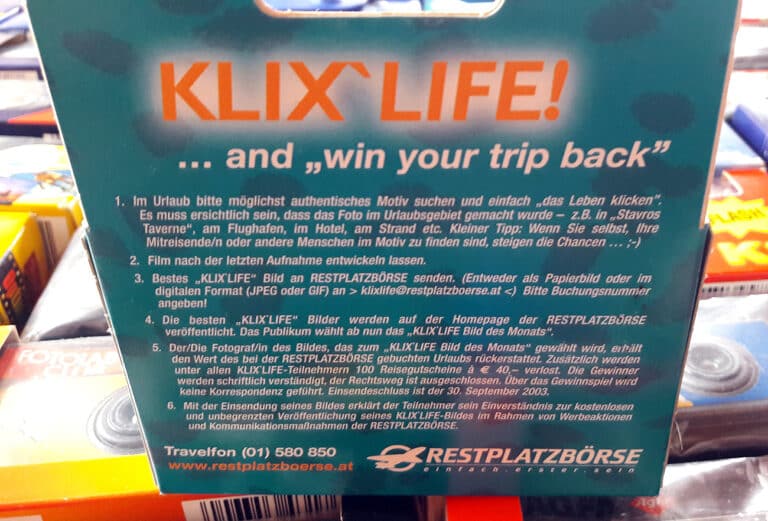 KLIX`LIFE!
... and „win your trip back”
1. Im Urlaub bitte möglichst authentisches Motiv suchen und einfach „das Leben klicken“.
Es muss ersichtlich sein, dass das Foto im Urlaubsgebiet gemacht wurde – z.B. in „Stavros
Taverne“, am Flughafen, im Hotel, am Strand etc. Kleiner Tipp: Wenn Sie selbst, Ihre
Mitreisende/n oder andere Menschen im Motiv zu finden sind, steigen die Chancen ... ;-)
2. Film nach der letzten Aufnahme entwickeln lassen.
3. Bestes „KLIX`LIFE“ Bild an RESTPLATZBÖRSE senden. (Entweder als Papierbild oder im
digitalen Format (JPEG oder GIF) an > klixlife@restplatzboerse.at <) Bitte Buchungsnummer
angeben!
4. Die besten „KLIX`LIFE“ Bilder werden auf der Homepage der RESTPLATZBÖRSE
veröffentlicht. Das Publikum wählt ab nun das „KLIX`LIFE Bild des Monats“.
5. Der/Die Fotograf/in des Bildes, das zum „KLIX`LIFE Bild des Monats“ gewählt wird, erhält
den Wert des bei der RESTPLATZBÖRSE gebuchten Urlaubs rückerstattet. Zusätzlich werden
unter allen KLIX`LIFE-Teilnehmern 100 Reisegutscheine à € 40,– verlost. Die Gewinner
werden schriftlich verständigt, der Rechtsweg ist ausgeschlossen. Über das Gewinnspiel wird
keine Korrespondenz geführt. Einsendeschluss ist der 30. September 2003.
6. Mit der Einsendung seines Bildes erklärt der Teilnehmer sein Einverständnis zur kostenlosen
und unbegrenzten Veröffentlichung seines KLIX`LIFE-Bildes im Rahmen von Werbeaktionen
und Kommunikationsmaßnahmen der RESTPLATZBÖRSE.
Travelfon (01) 580 850
www.restplatzboerse.at
RESTPLATZBÖRSE
einfach.erster.sein
FLASH